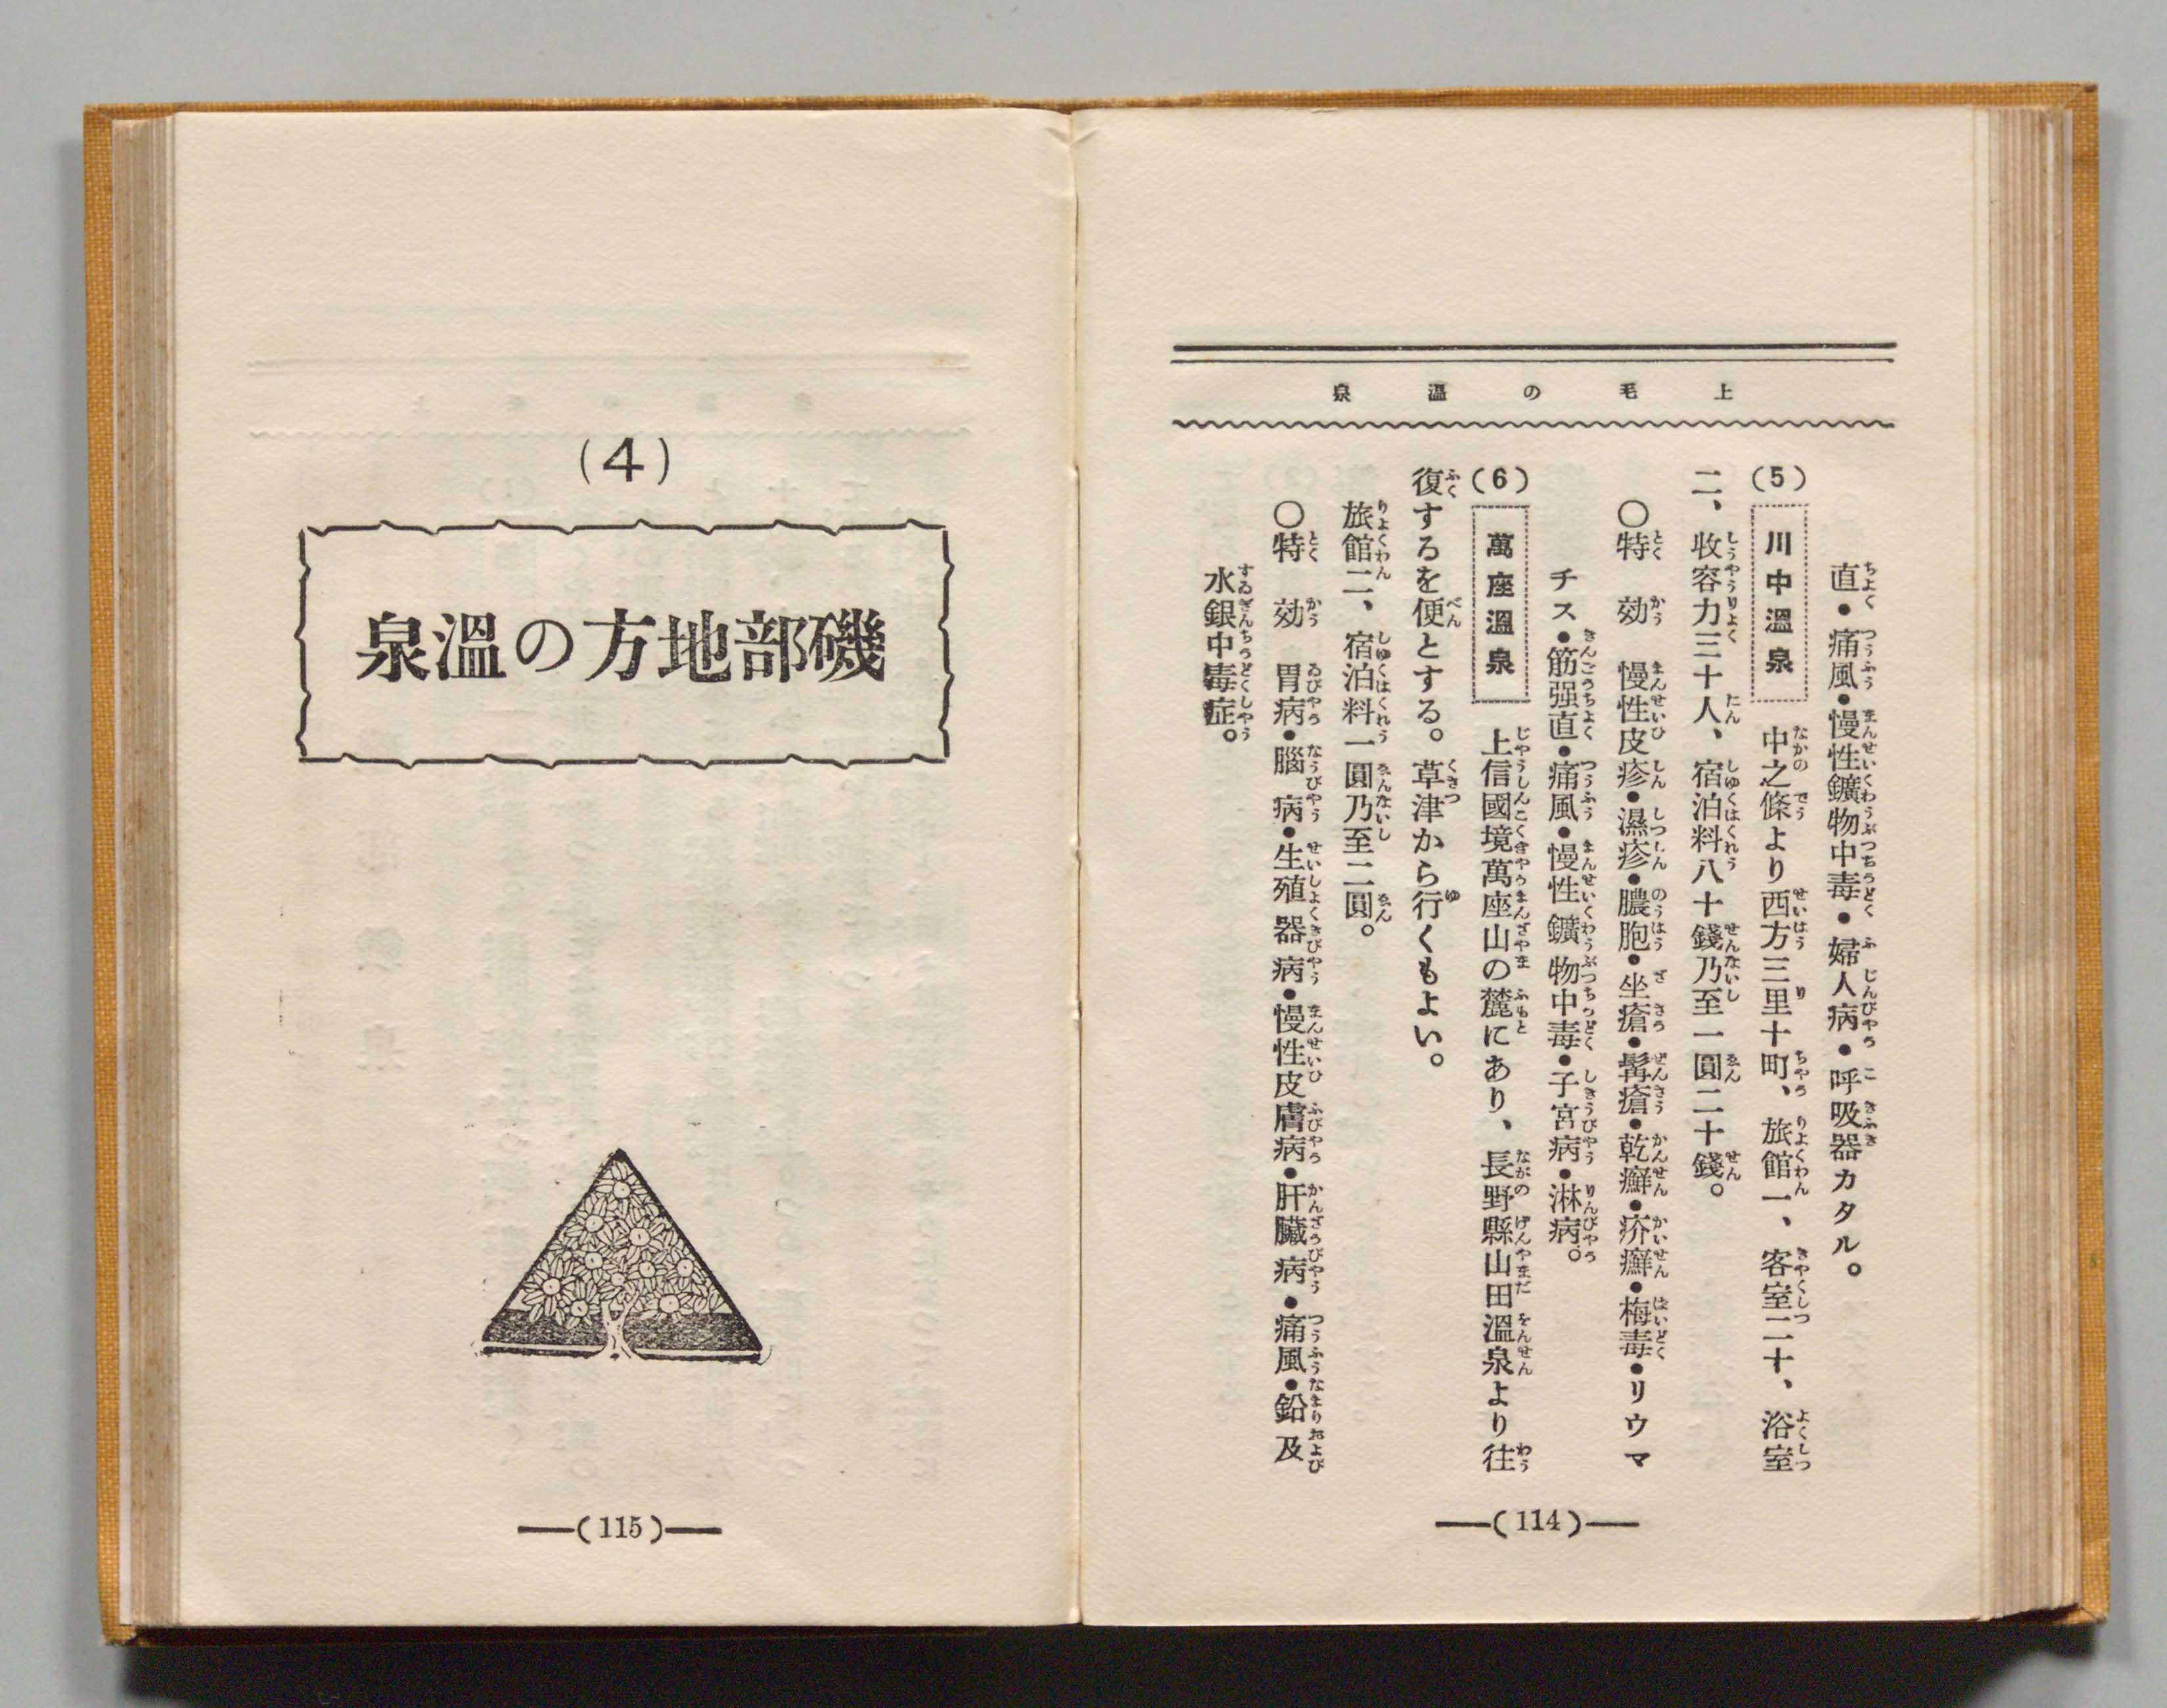 上毛の溫泉
直・痛風・慢性鑛物中毒・婦人病・呼吸器カタル。
(5) 川中溫泉 中之條より西方三里十町、旅館一、客室二十、浴室
二、收容力三十人、宿泊料八十錢乃至一圓二十錢。
〇特效 慢性皮疹・濕疹・膿胞・坐瘡・髯瘡・乾癬・疥癬・梅毒・リウマ
チス・筋强直・痛風・慢性鑛物中毒・子宮病・淋病。
(6) 萬座溫泉 上信國境萬座山の麓にあり、長野縣山田溫泉より往
復するを便とする。草津から行くもよい。
旅館二、宿泊料一圓乃至二圓。
〇特效 胃病・腦病・生殖器病・慢性皮膚病・肝臟病・痛風・鉛及
水銀中毒症。
―(114)―
(4)
磯部地方の溫泉
―(115)―